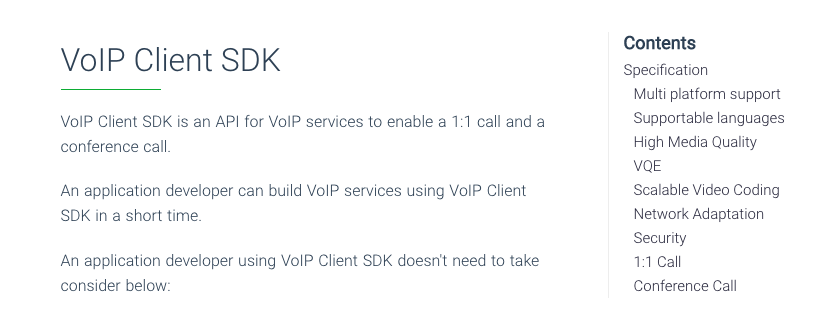 VoIP Client SDK
VoIP Client SDK is an API for VoIP services to enable a 1:1 call and a
conference call.
An application developer can build VoIP services using VoIP Client
SDK in a short time.
An application developer using VoIP Client SDK doesn't need to take
consider below:
Contents
Specification
Multi platform support
Supportable languages
High Media Quality
VQE
Scalable Video Coding
Network Adaptation
Security
1:1 Call
Conference Call